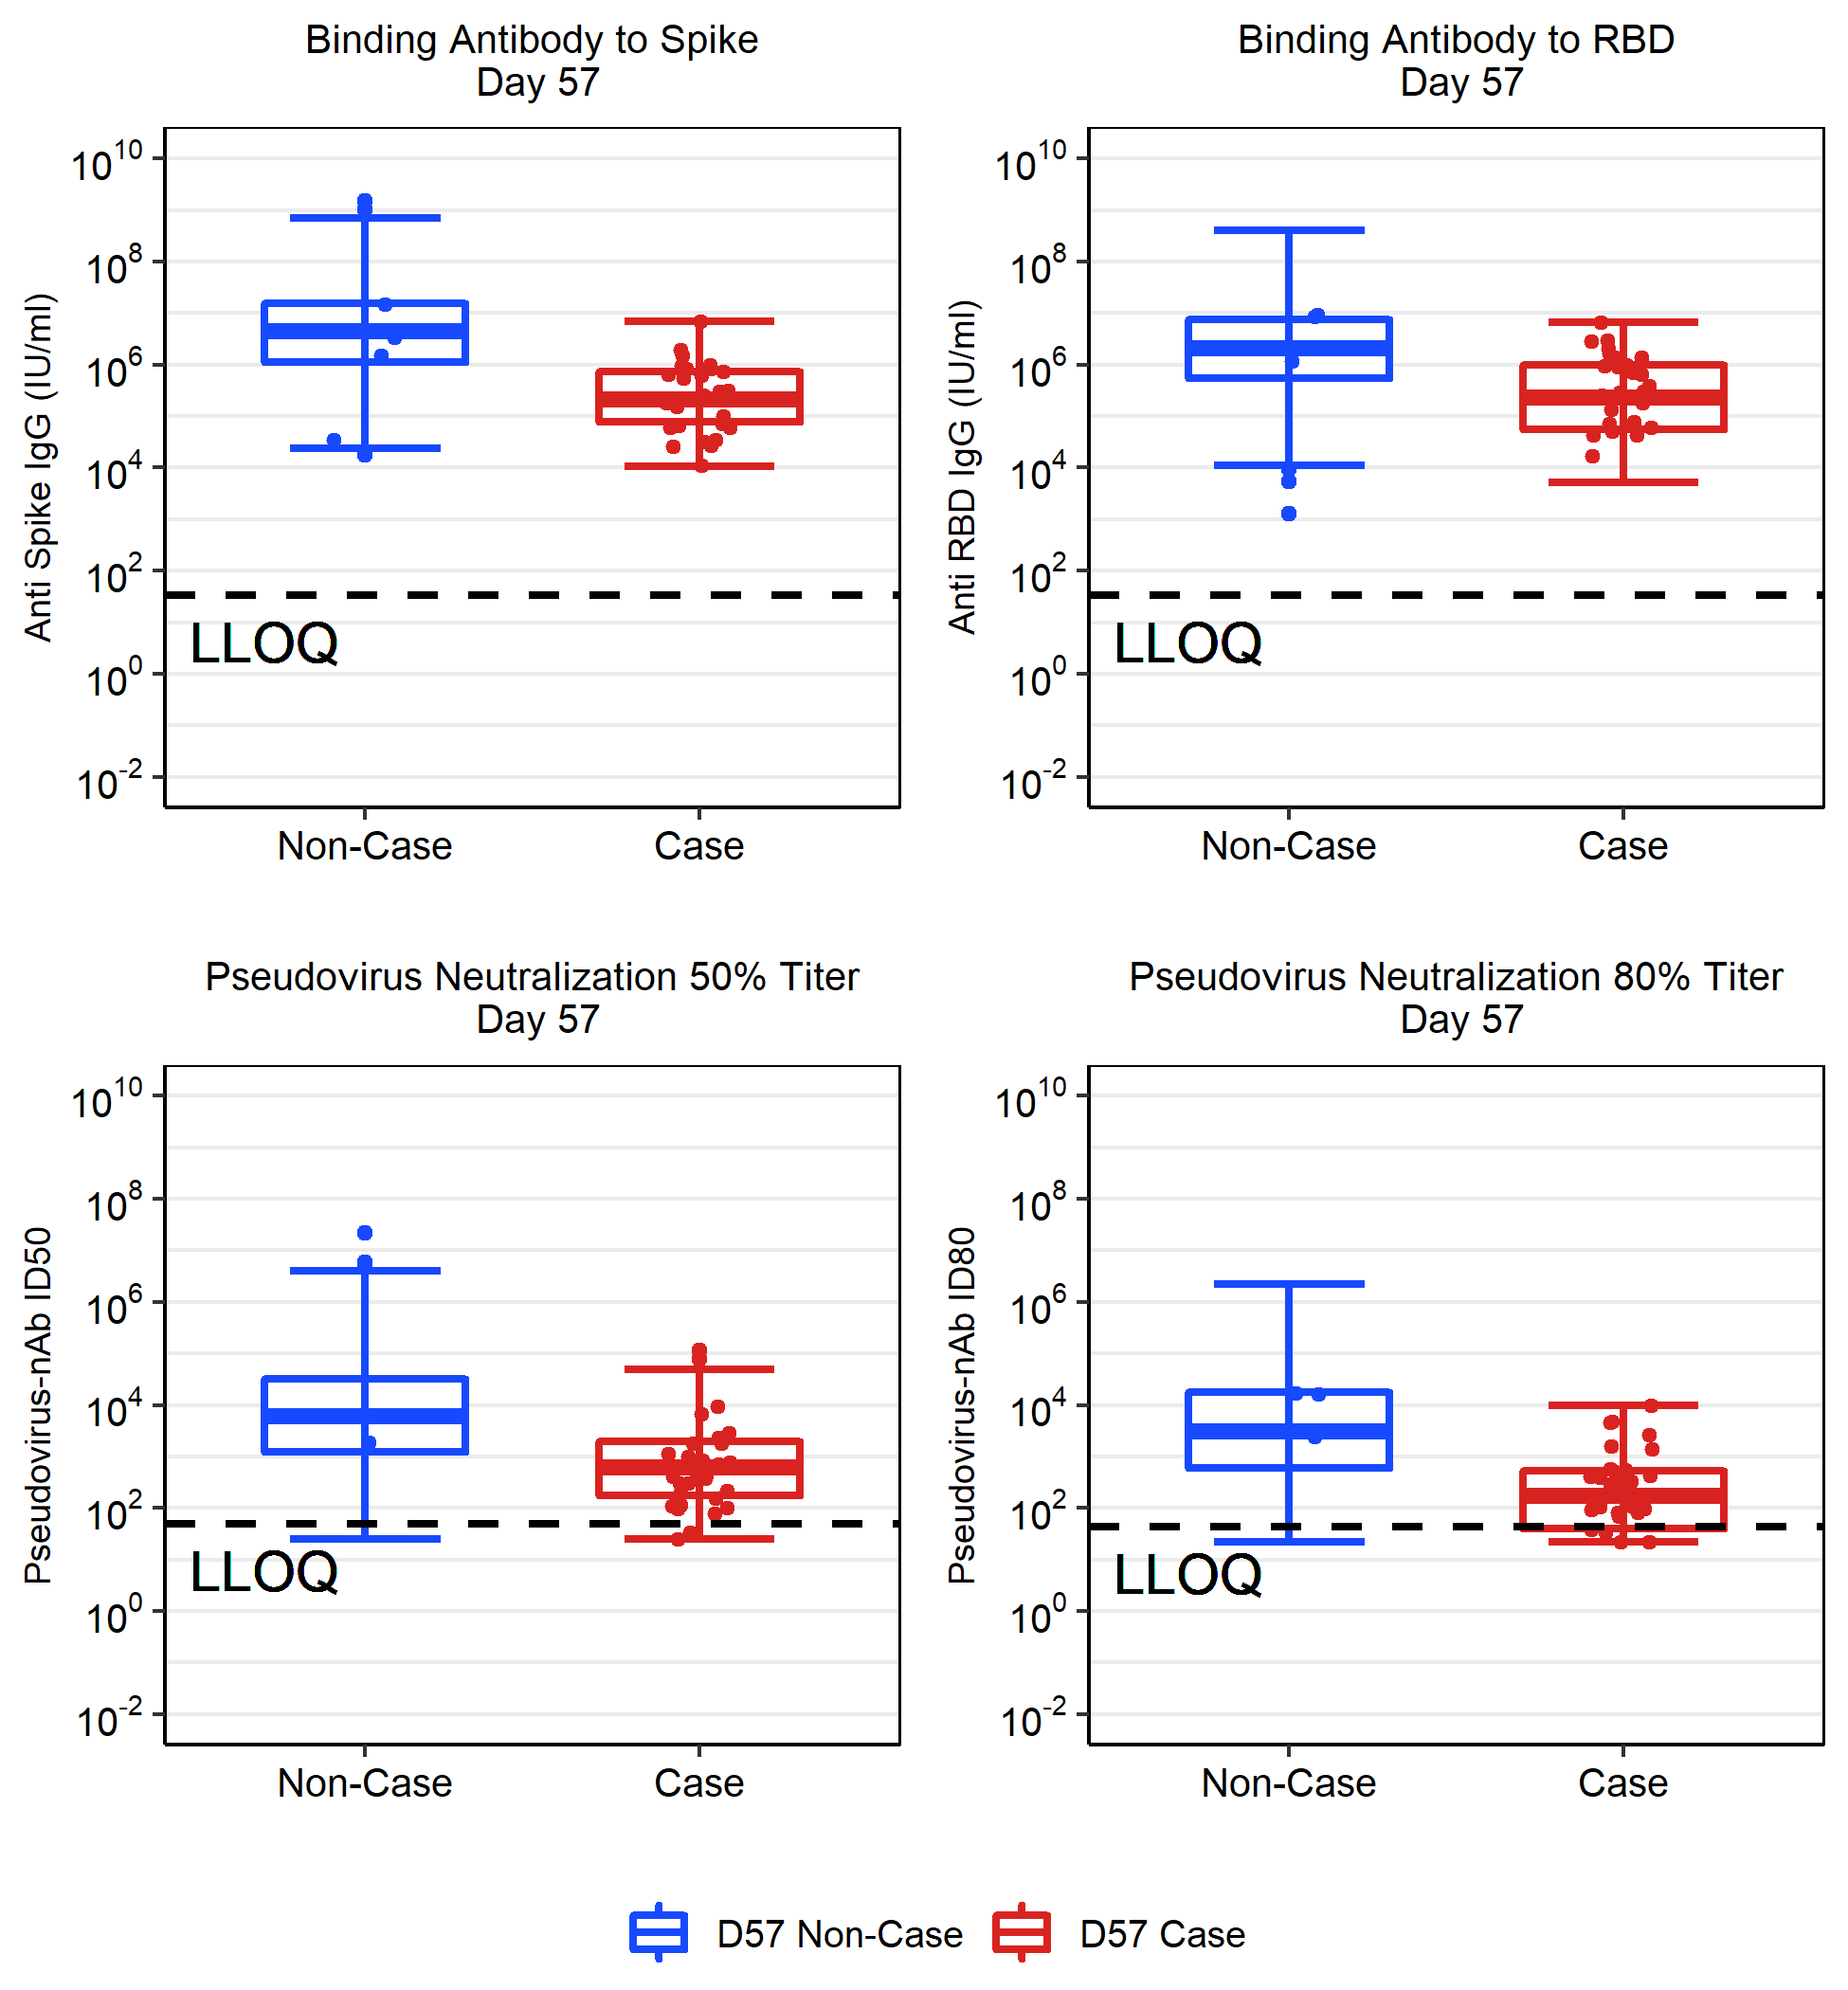 Binding Antibody to Spike
Day 57
Anti Spike IgG (IU/ml)
10^10
10^8
10^6
10^4
10^2
10^0
10^-2
LLOQ
Non-Case Case
Binding Antibody to RBD
Day 57
Anti RBD IgG (IU/ml)
10^10
10^8
10^6
10^4
10^2
10^0
10^-2
LLOQ
Non-Case Case
Pseudovirus Neutralization 50% Titer
Day 57
Pseudovirus-nAb ID50
10^10
10^8
10^6
10^4
10^2
10^0
10^-2
LLOQ
Non-Case Case
Pseudovirus Neutralization 80% Titer
Day 57
Pseudovirus-nAb ID80
10^10
10^8
10^6
10^4
10^2
10^0
10^-2
LLOQ
Non-Case Case
D57 Non-Case D57 Case